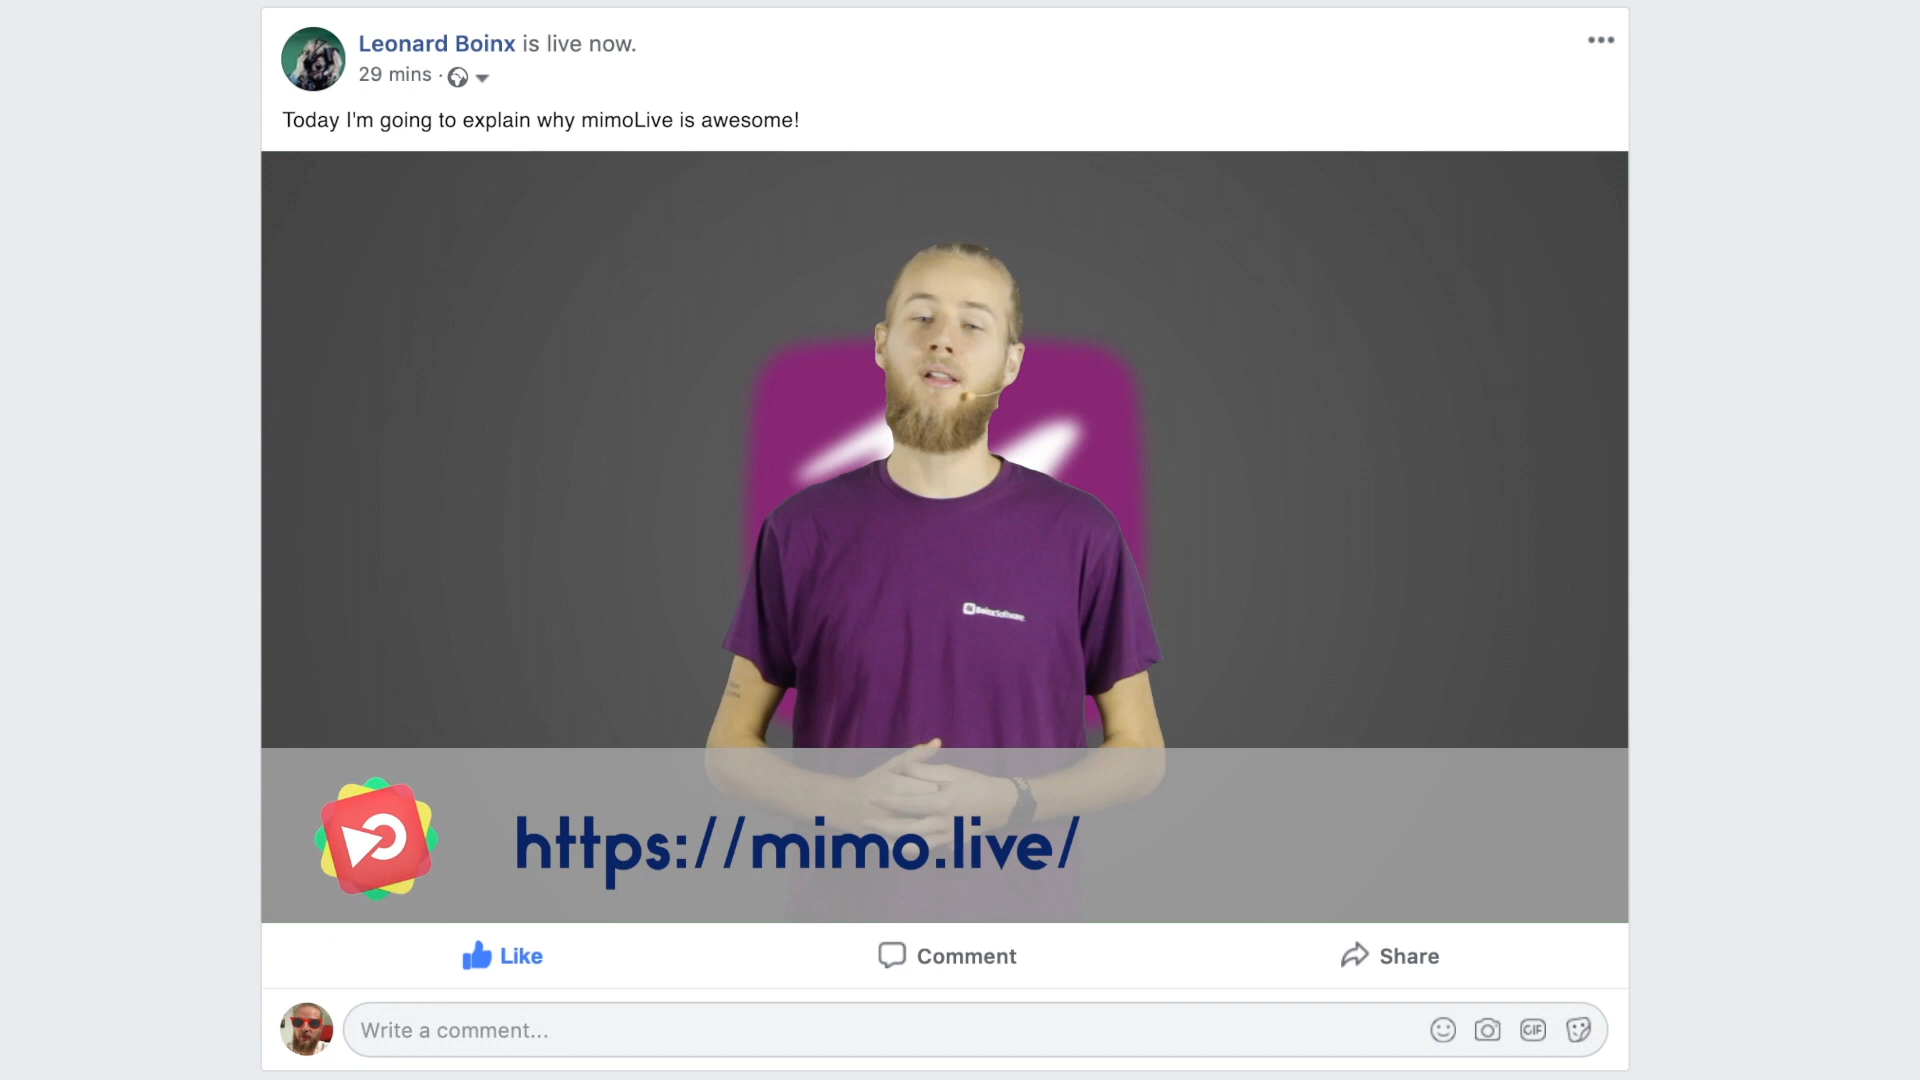 Leonard Boinx is live now.
29 mins ·
Today I'm going to explain why mimoLive is awesome!
BoinxSoftware.
https://mimo.live/
Like
Comment
Share
Write a comment...
GIF